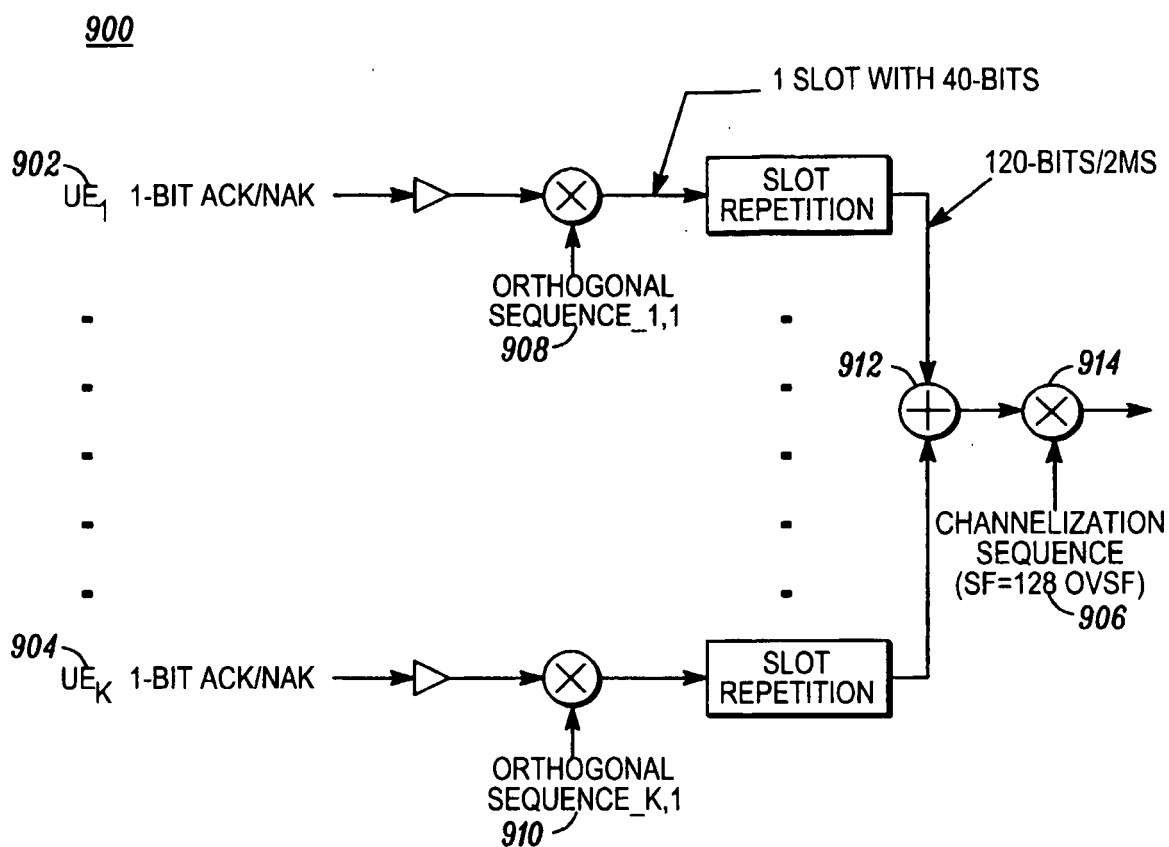 900
1 SLOT WITH 40-BITS
902
UE1 1-BIT ACK/NAK
SLOT
REPETITION
120-BITS/2MS
ORTHOGONAL
SEQUENCE_1,1
908
912
914
CHANNELIZATION
SEQUENCE
(SF=128 OVSF)
906
904
UEK 1-BIT ACK/NAK
SLOT
REPETITION
ORTHOGONAL
SEQUENCE_K,1
910